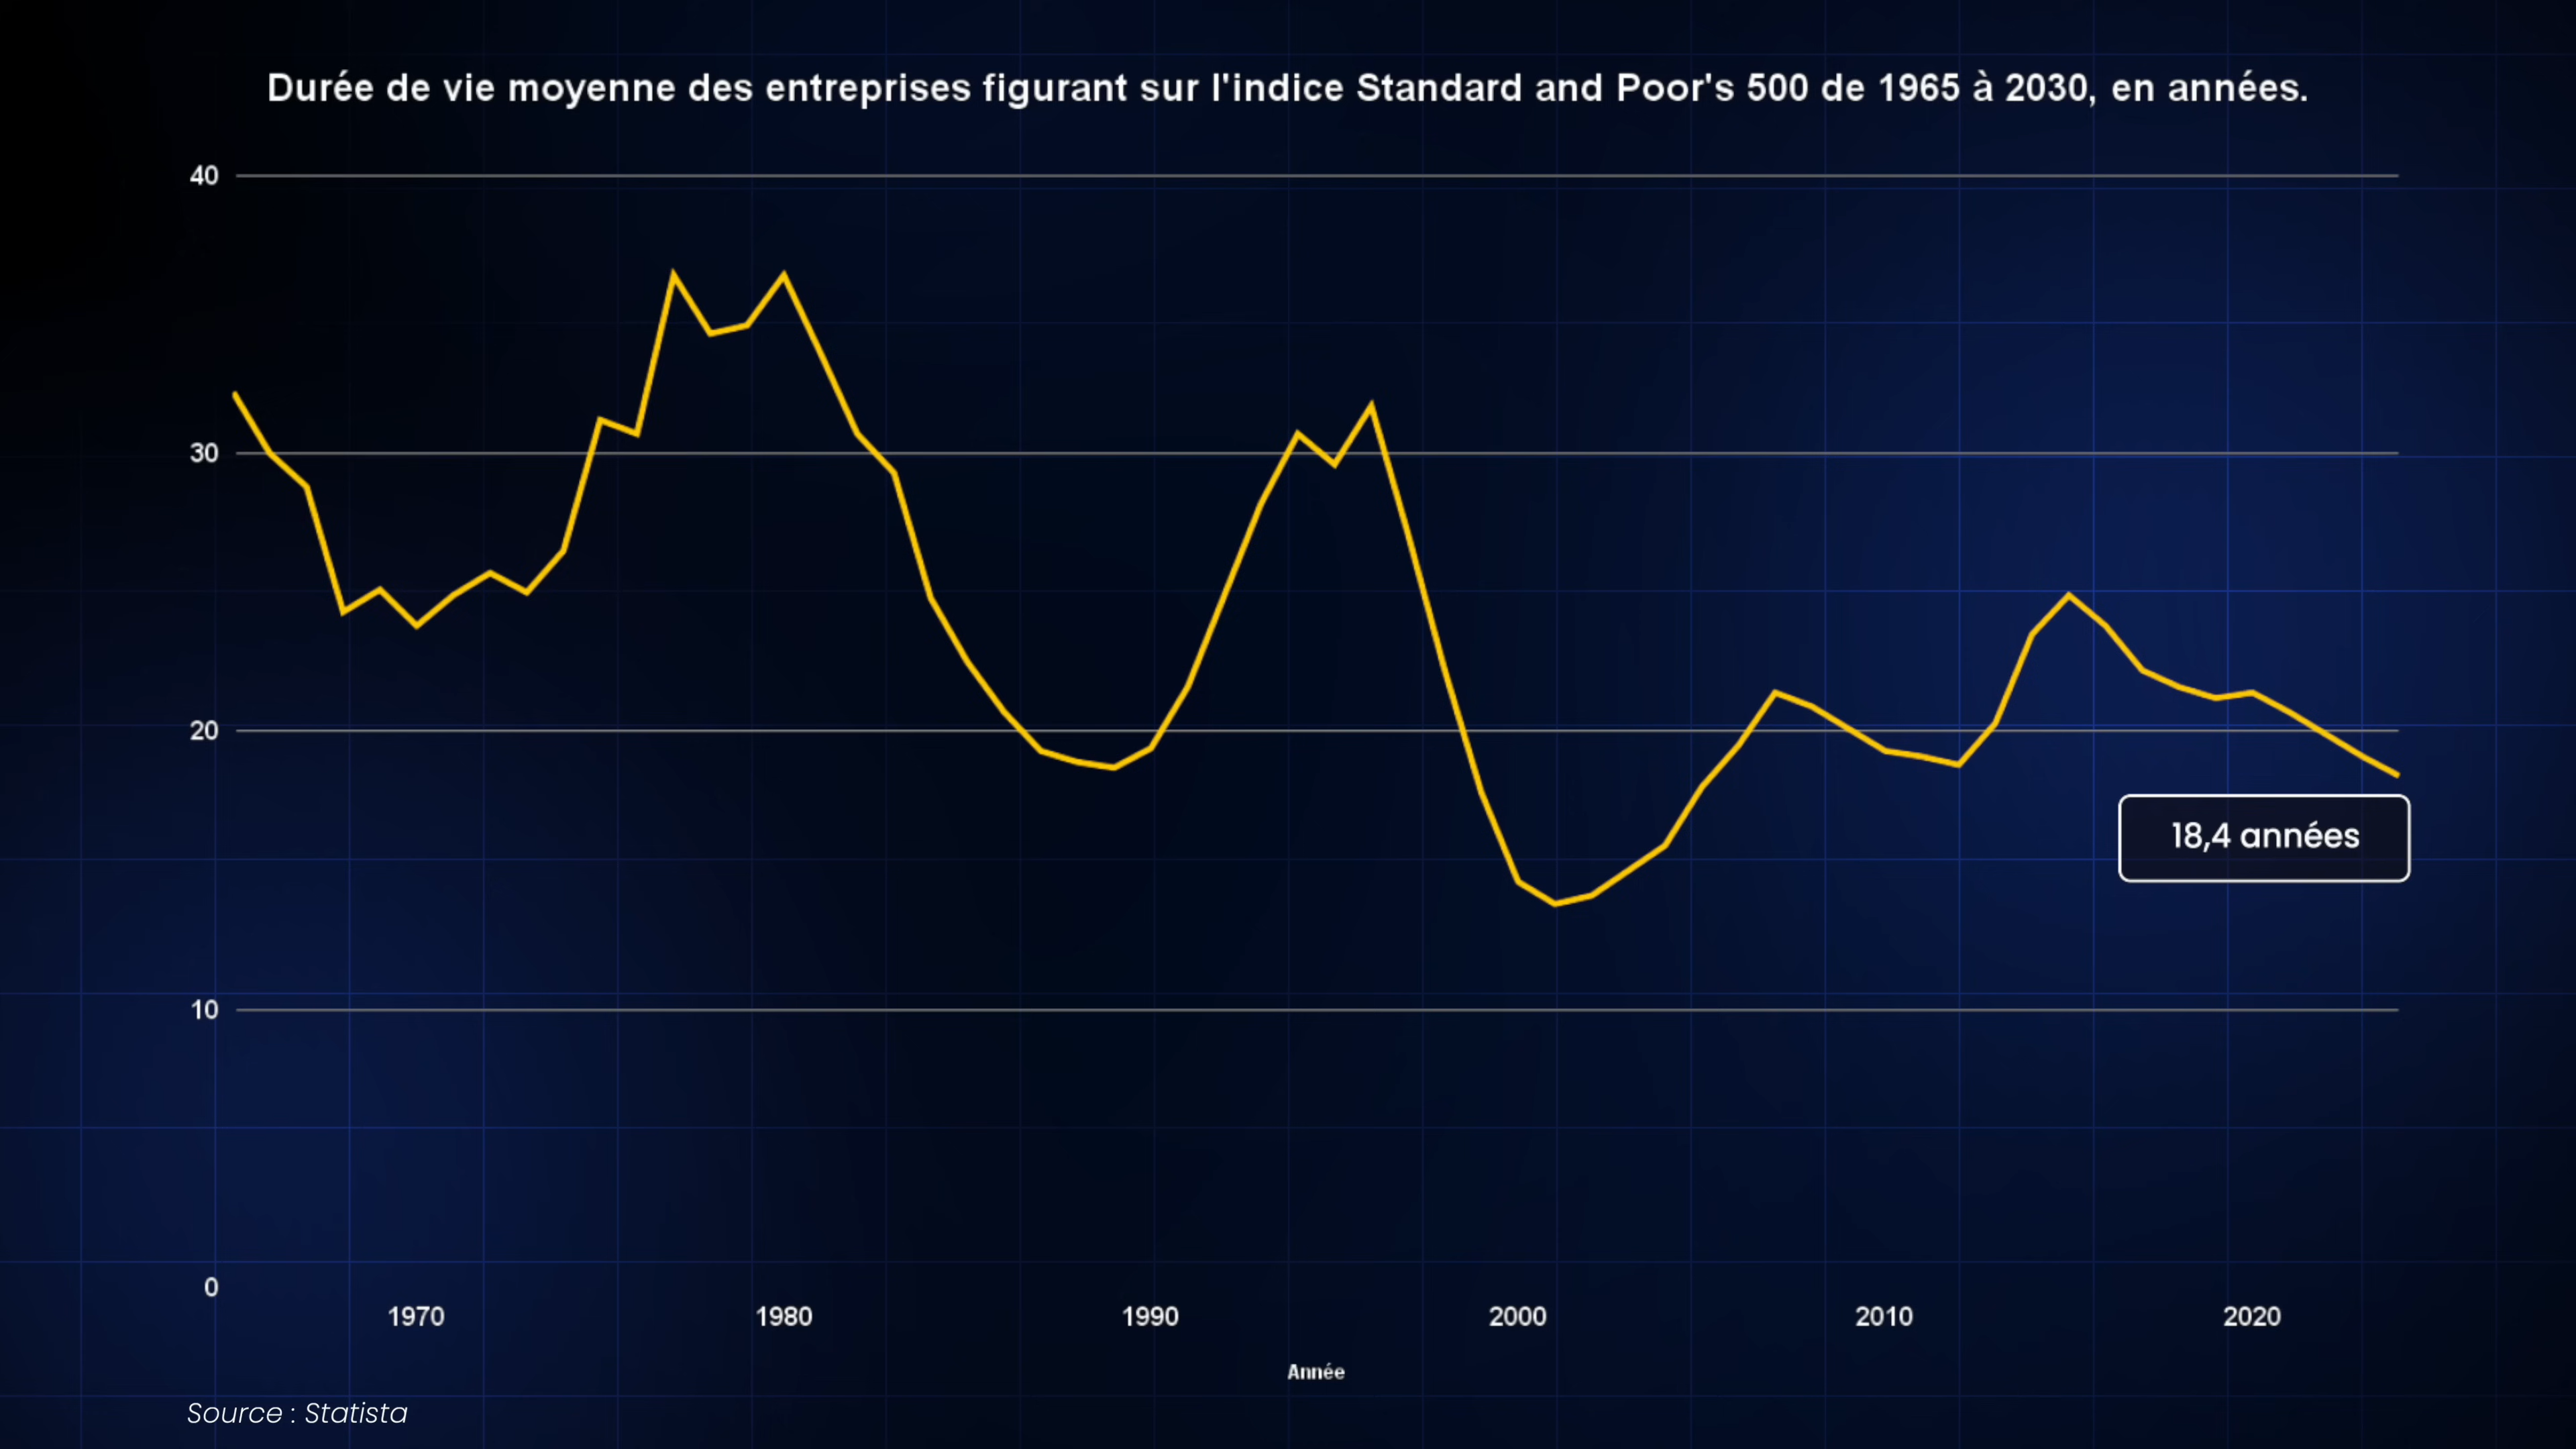 Durée de vie moyenne des entreprises figurant sur l'indice Standard and Poor's 500 de 1965 à 2030, en années.
40
30
20
18,4 années
10
0
1970 1980 1990 2000 2010 2020
Année
Source : Statista